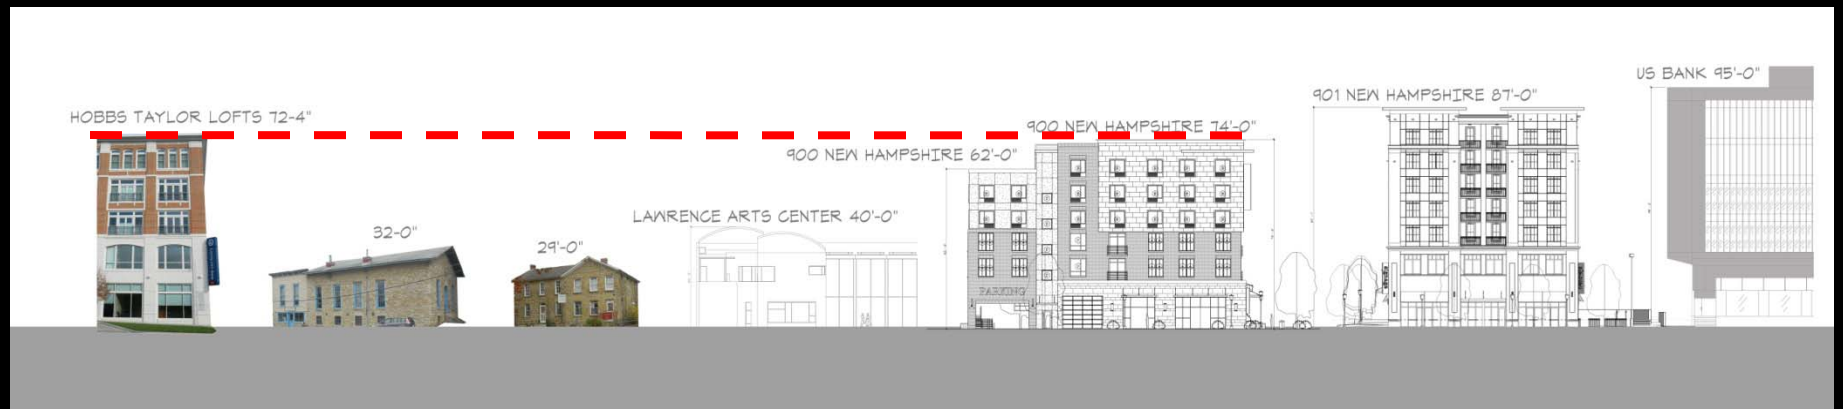 HOBBS TAYLOR LOFTS 72-4"
32-0"
29'-0"
LAWRENCE ARTS CENTER 40'-0"
900 NEW HAMPSHIRE 62'-0"
900 NEW HAMPSHIRE 74'-0"
901 NEW HAMPSHIRE 87'-0"
US BANK 95'-0"
PARKING